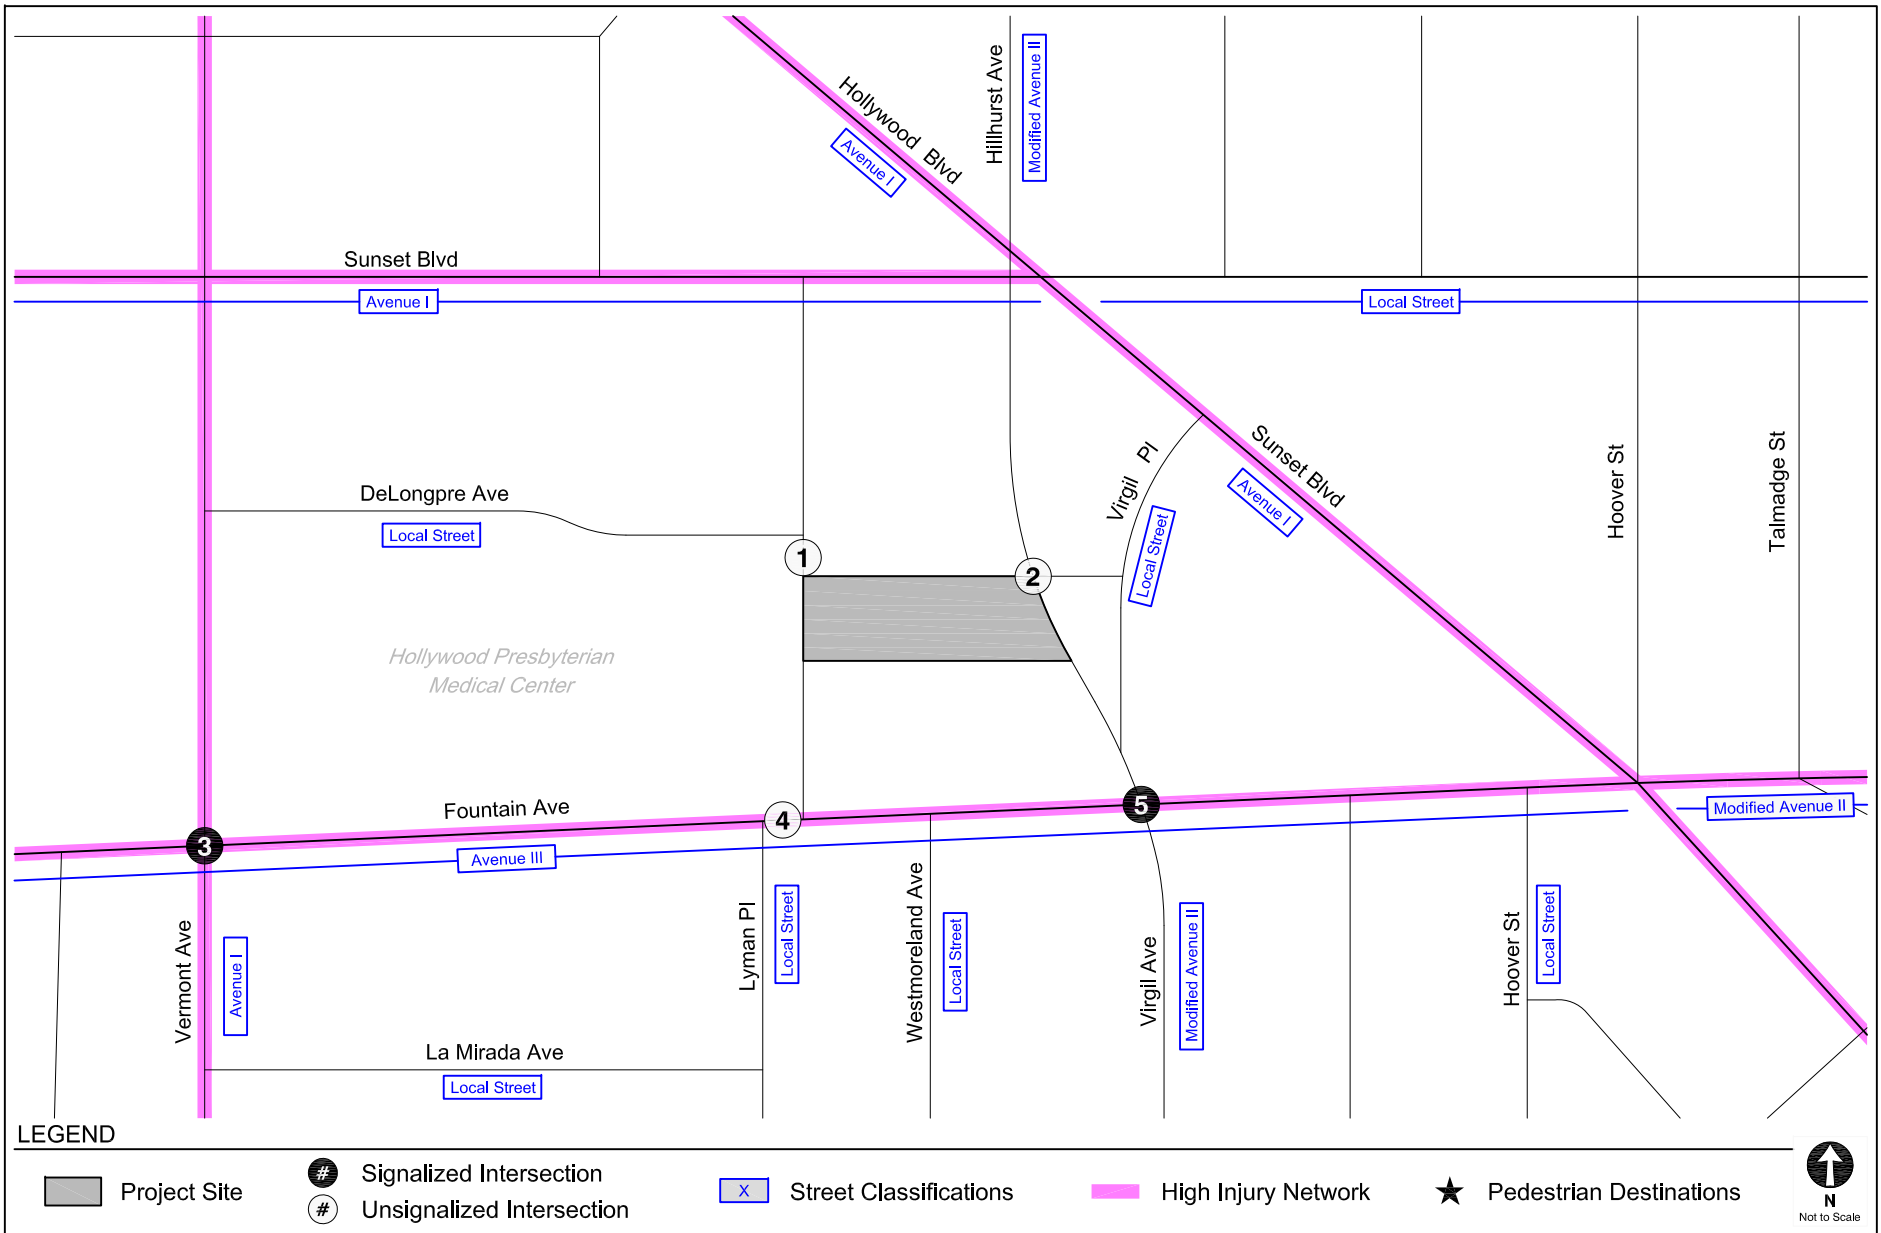 Hollywood Blvd
Avenue I
Hillhurst Ave
Modified Avenue II
Sunset Blvd
Avenue I
Local Street
DeLongpre Ave
Local Street
Virgil Pl
Local Street
Sunset Blvd
Avenue I
Hoover St
Talmadge St
1
2
Hollywood Presbyterian
Medical Center
Fountain Ave
3
4
5
Avenue III
Modified Avenue II
Vermont Ave
Avenue I
Lyman Pl
Local Street
Westmoreland Ave
Local Street
Virgil Ave
Modified Avenue II
Hoover St
Local Street
La Mirada Ave
Local Street
LEGEND
Project Site
# Signalized Intersection
# Unsignalized Intersection
X Street Classifications
High Injury Network
Pedestrian Destinations
N
Not to Scale